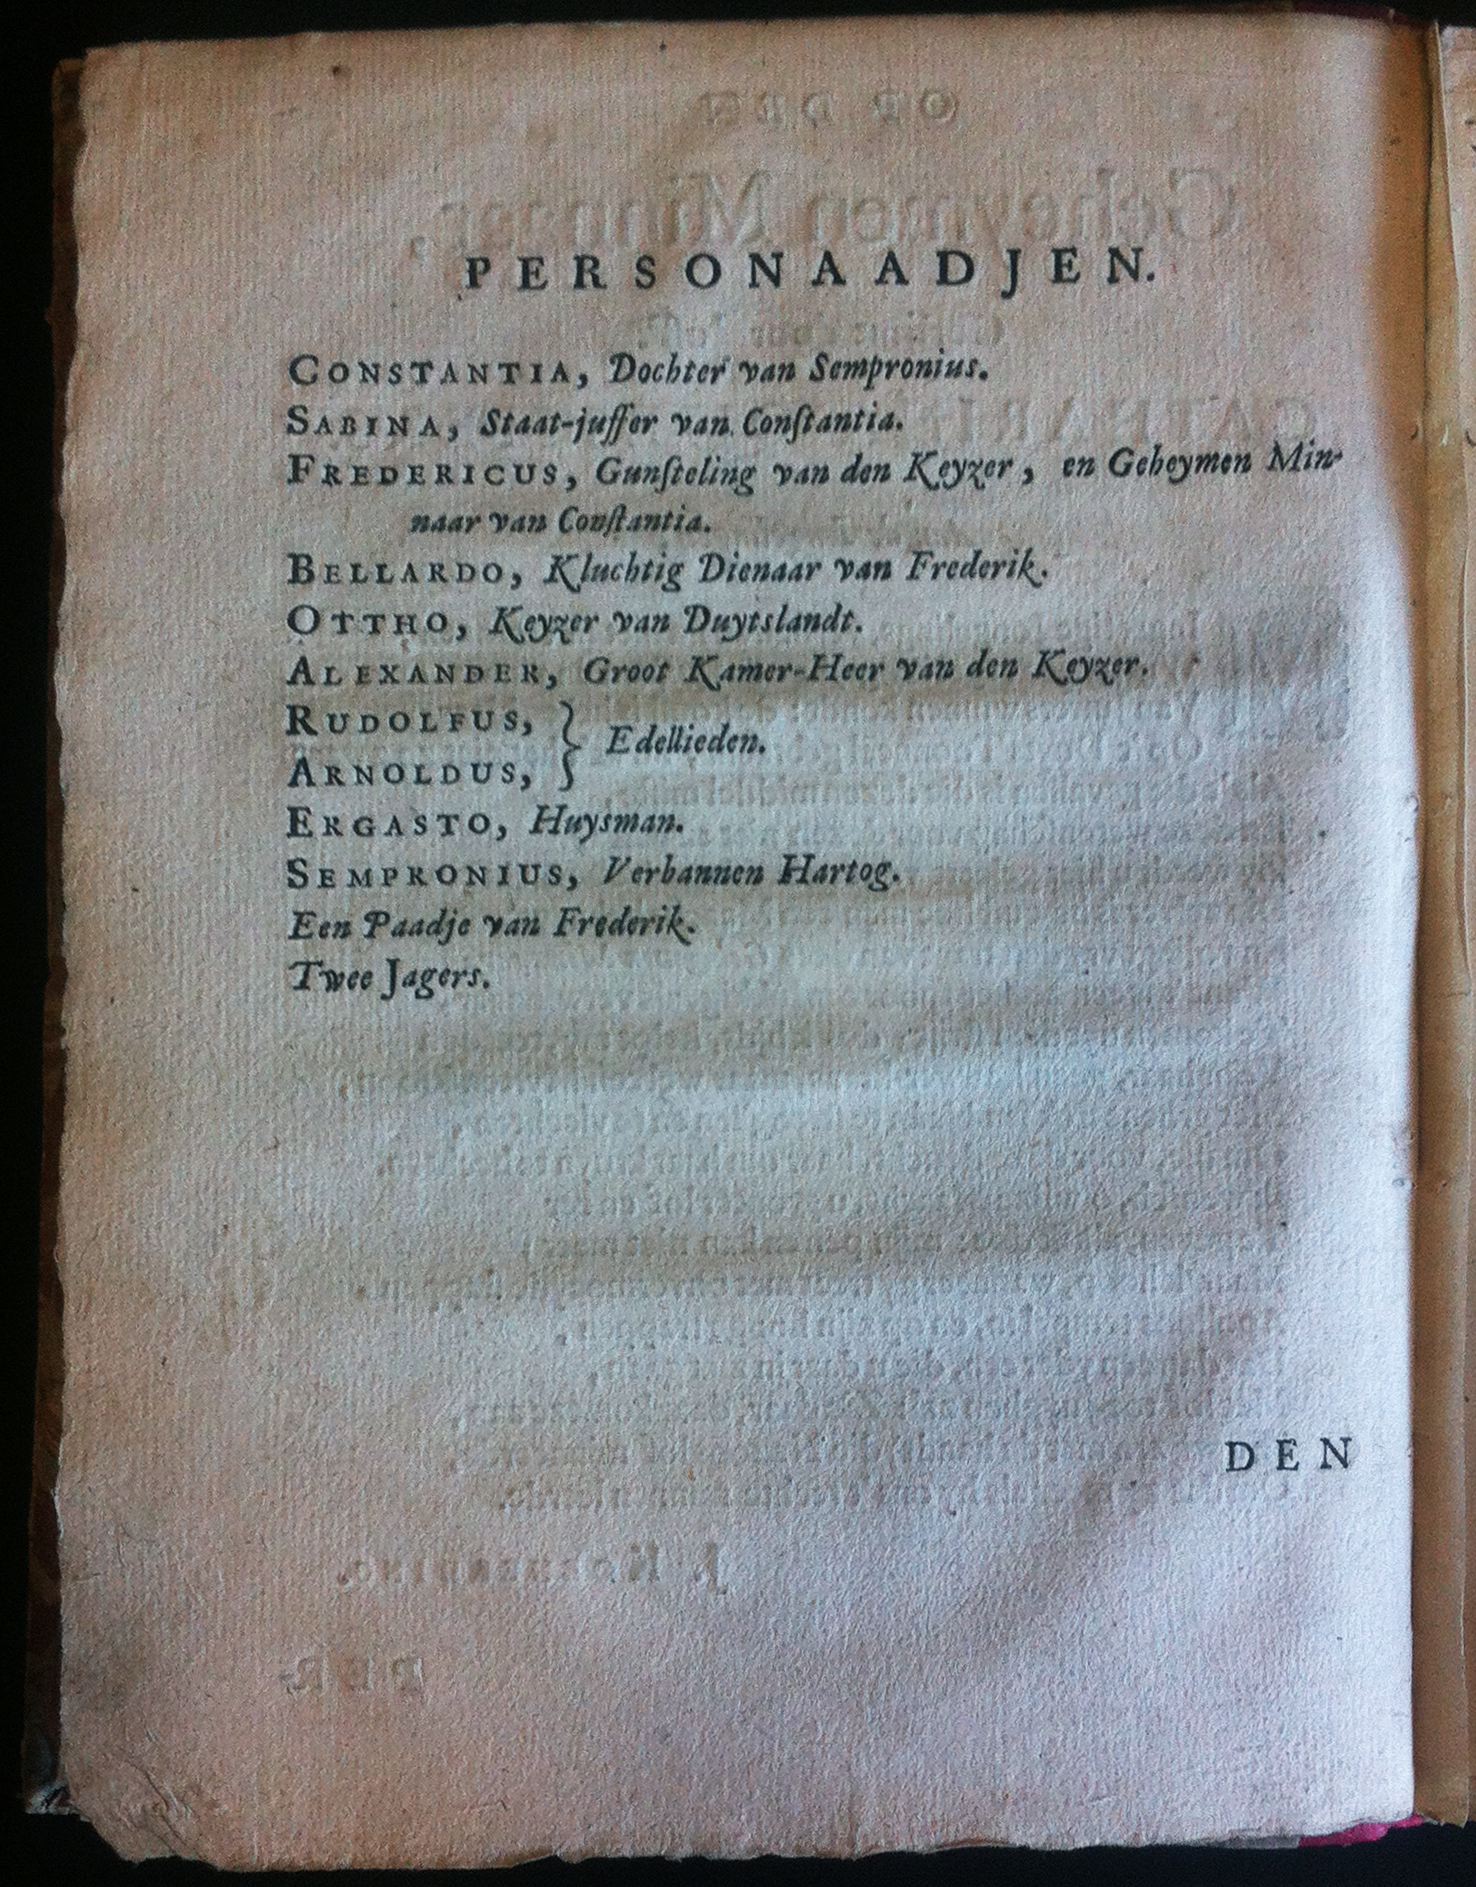 PERSONAADJEN.
CONSTANTIA, Dochter van Sempronius.
SABINA, Staat-juffer van Conſtantia.
FREDERICUS, Gunſteling van den Keyzer, en Geheymen Min-
naar van Conſtantia.
BELLARDO, Kluchtig Dienaar van Frederik.
OTTHO, Keyzer van Duytslandt.
ALEXANDER, Groot Kamer-Heer van den Keyzer.
RUDOLFUS,
ARNOLDUS, } Edellieden.
ERGASTO, Huysman.
SEMPRONIUS, Verbannen Hartog.
Een Paadje van Frederik.
Twee Jagers.
DEN